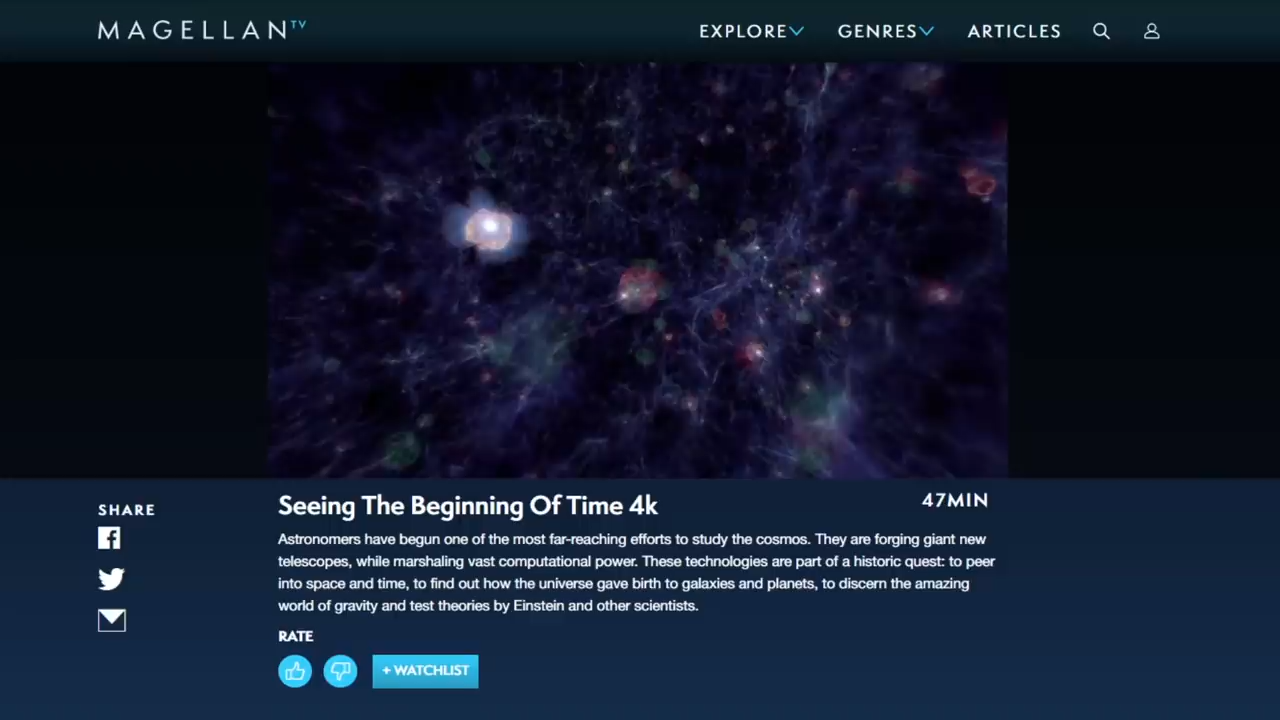 MAGELLANTV
EXPLORE GENRES ARTICLES
SHARE
Seeing The Beginning Of Time 4k
47MIN
Astronomers have begun one of the most far-reaching efforts to study the cosmos. They are forging giant new
telescopes, while marshaling vast computational power. These technologies are part of a historic quest: to peer
into space and time, to find out how the universe gave birth to galaxies and planets, to discern the amazing
world of gravity and test theories by Einstein and other scientists.
RATE
+ WATCHLIST